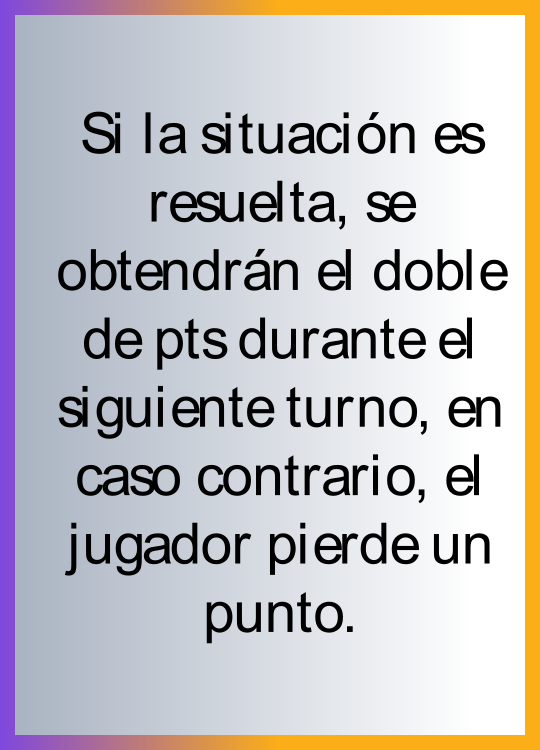 Si la situación es
resuelta, se
obtendrán el doble
de pts durante el
siguiente turno, en
caso contrario, el
jugador pierde un
punto.